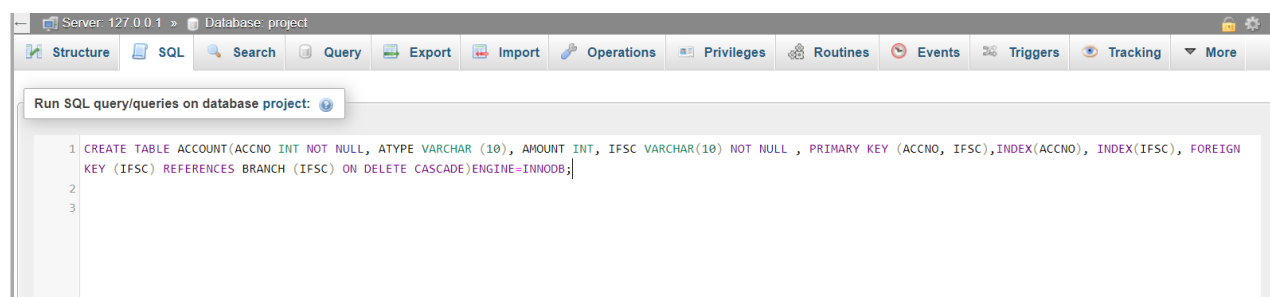 Server: 127.0.0.1 » Database: project
Structure SQL Search Query Export Import Operations Privileges Routines Events Triggers Tracking More
Run SQL query/queries on database project:
1 CREATE TABLE ACCOUNT(ACCNO INT NOT NULL, ATYPE VARCHAR (10), AMOUNT INT, IFSC VARCHAR(10) NOT NULL , PRIMARY KEY (ACCNO, IFSC),INDEX(ACCNO), INDEX(IFSC), FOREIGN
KEY (IFSC) REFERENCES BRANCH (IFSC) ON DELETE CASCADE)ENGINE=INNODB;
2
3